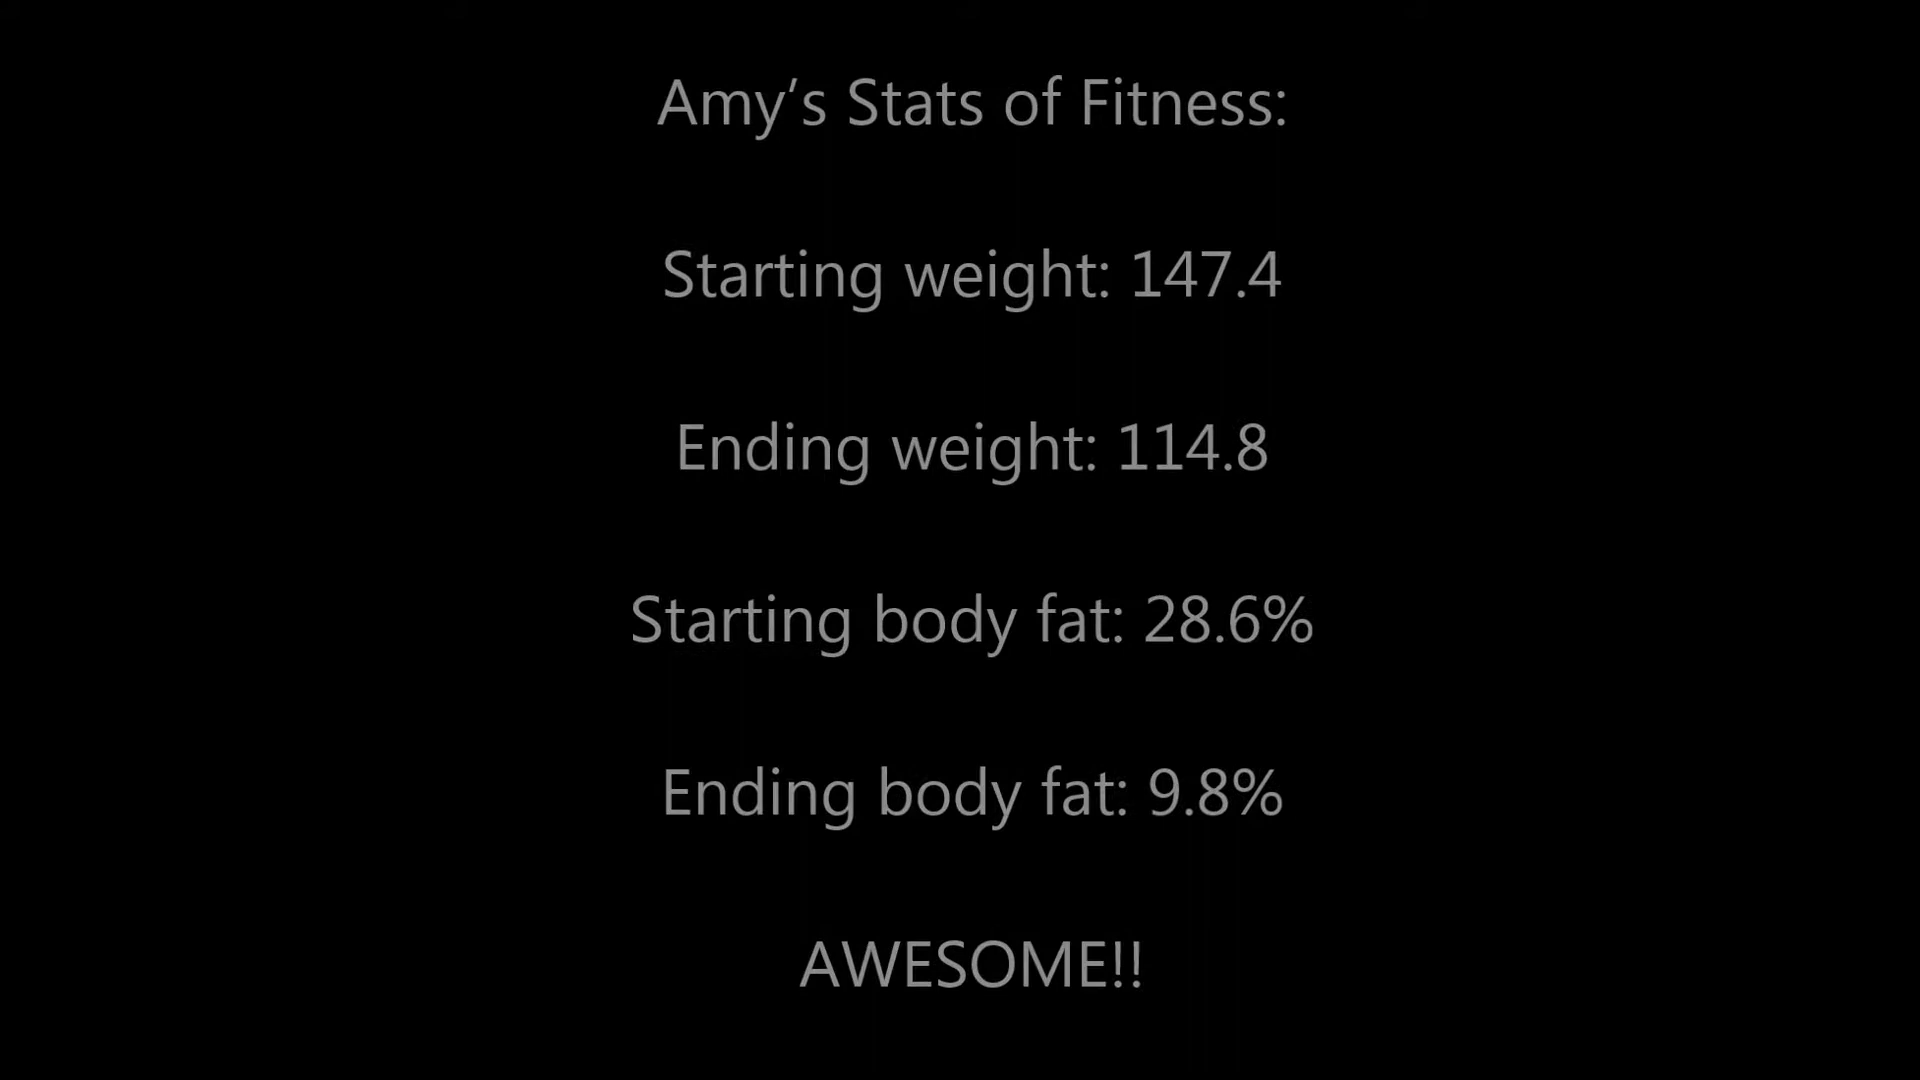 Amy‘s Stats of Fitness:
Starting weight: 147.4
Ending weight: 114.8
Starting body fat: 28.6%
Ending body fat: 9.8%
AWESOME!!